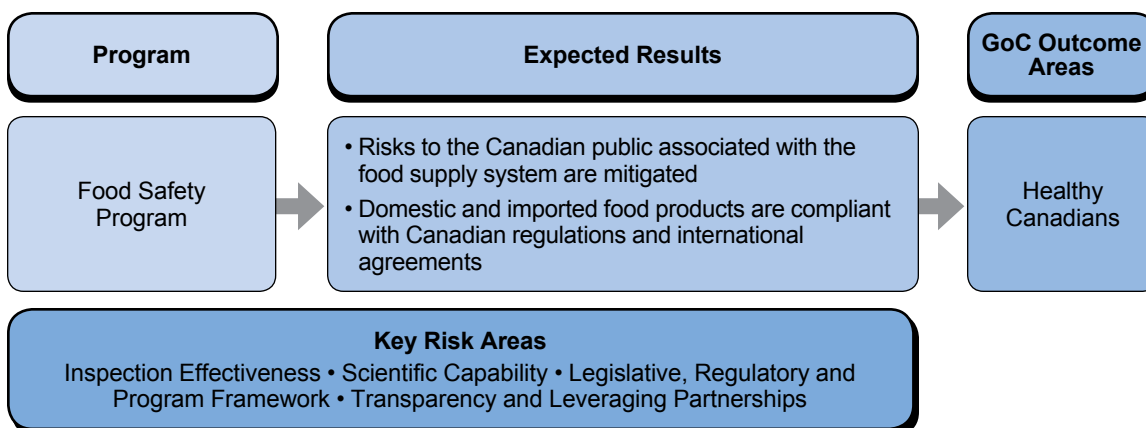 Program
Expected Results
GoC Outcome
Areas
Food Safety
Program
• Risks to the Canadian public associated with the
food supply system are mitigated
• Domestic and imported food products are compliant
with Canadian regulations and international
agreements
Healthy
Canadians
Key Risk Areas
Inspection Effectiveness • Scientific Capability • Legislative, Regulatory and
Program Framework • Transparency and Leveraging Partnerships